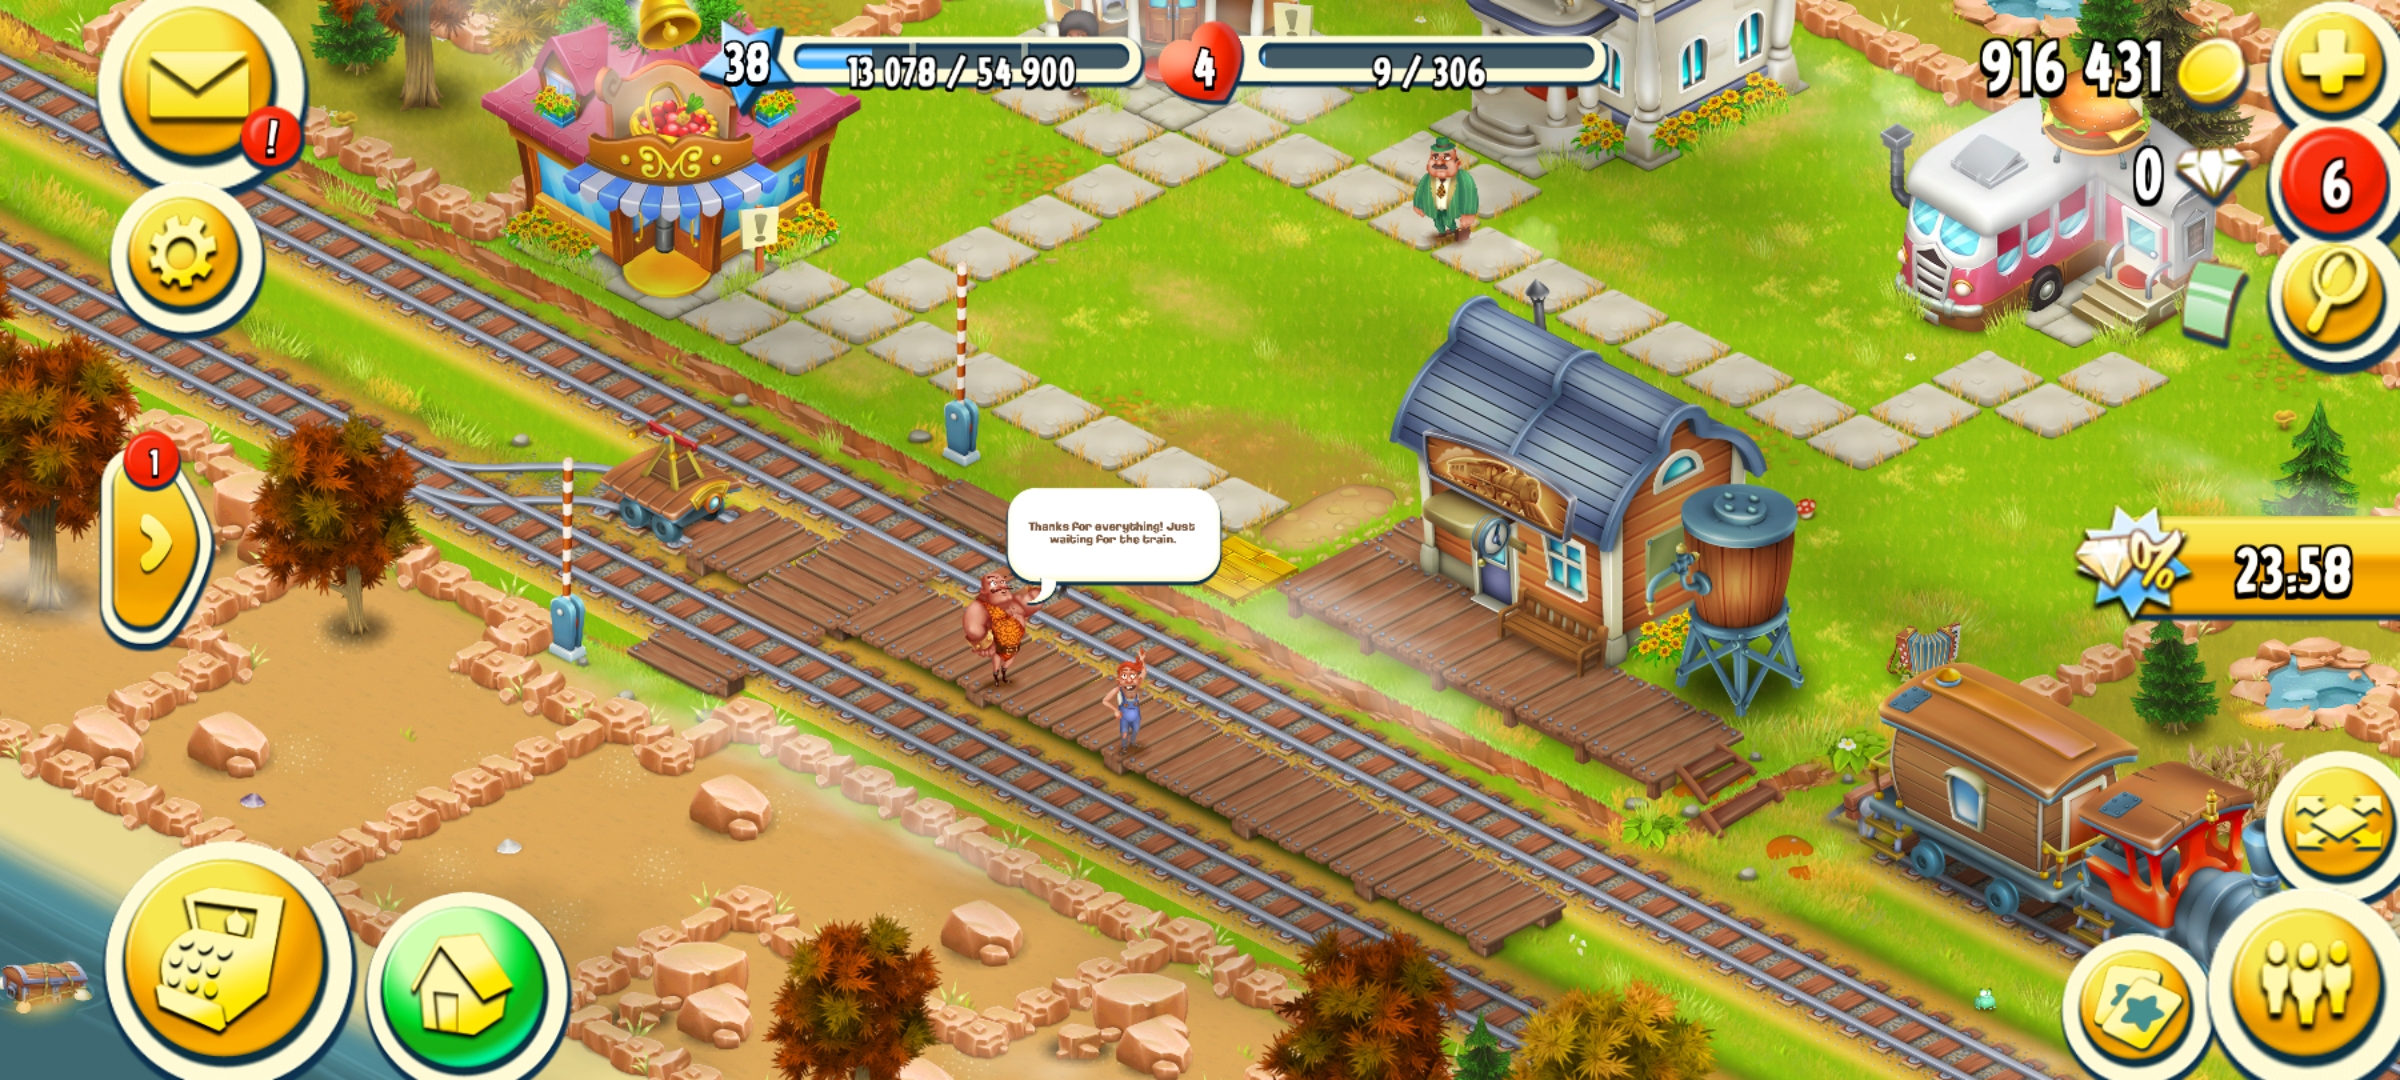 38
13 078 / 54 900
4
9 / 306
916 431
0
6
!
1
Thanks for everything! Just
waiting for the train.
%
23:58